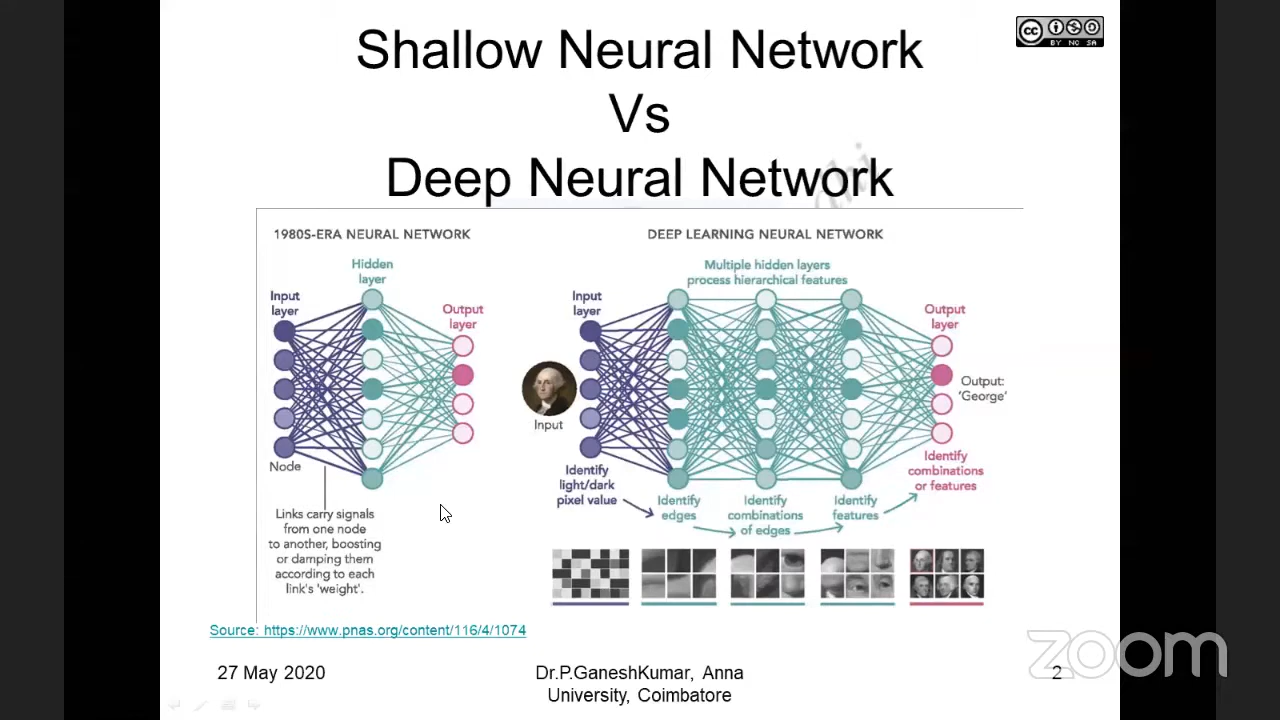 Shallow Neural Network
Vs
Deep Neural Network
CC
BY NC SA
1980S-ERA NEURAL NETWORK
Hidden
layer
Input
layer
Output
layer
Node
Links carry signals
from one node
to another, boosting
or damping them
according to each
link's 'weight'.
DEEP LEARNING NEURAL NETWORK
Multiple hidden layers
process hierarchical features
Input
layer
Output
layer
Input
Output:
'George'
Identify
light/dark
pixel value
Identify
edges
Identify
combinations
of edges
Identify
features
Identify
combinations
or features
Source: https://www.pnas.org/content/116/4/1074
27 May 2020
Dr.P.GaneshKumar, Anna
University, Coimbatore
2
zoom